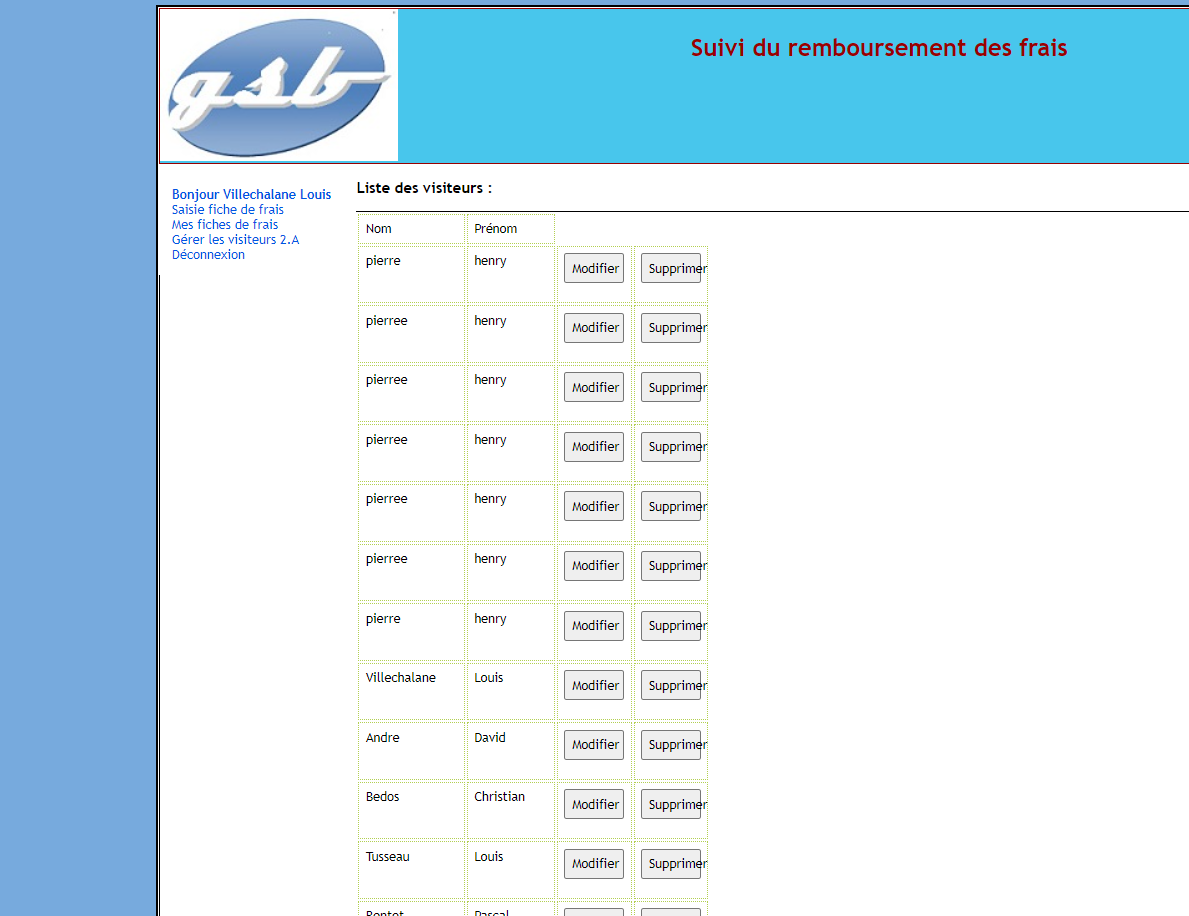 gsb
Suivi du remboursement des frais
Bonjour Villechalane Louis
Saisie fiche de frais
Mes fiches de frais
Gérer les visiteurs 2.A
Déconnexion
Liste des visiteurs :
Nom Prénom
pierre henry Modifier Supprimer
pierree henry Modifier Supprimer
pierree henry Modifier Supprimer
pierree henry Modifier Supprimer
pierree henry Modifier Supprimer
pierree henry Modifier Supprimer
pierre henry Modifier Supprimer
Villechalane Louis Modifier Supprimer
Andre David Modifier Supprimer
Bedos Christian Modifier Supprimer
Tusseau Louis Modifier Supprimer
Pascal